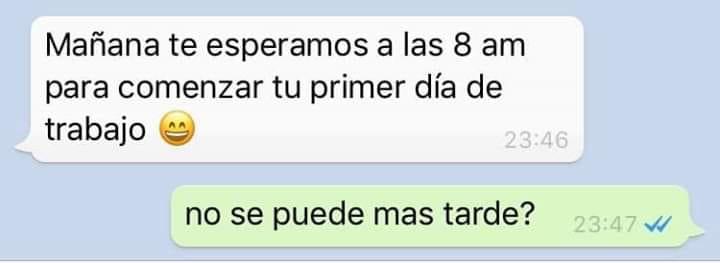 Mañana te esperamos a las 8 am
para comenzar tu primer día de
trabajo 😄
23:46
no se puede mas tarde?
23:47